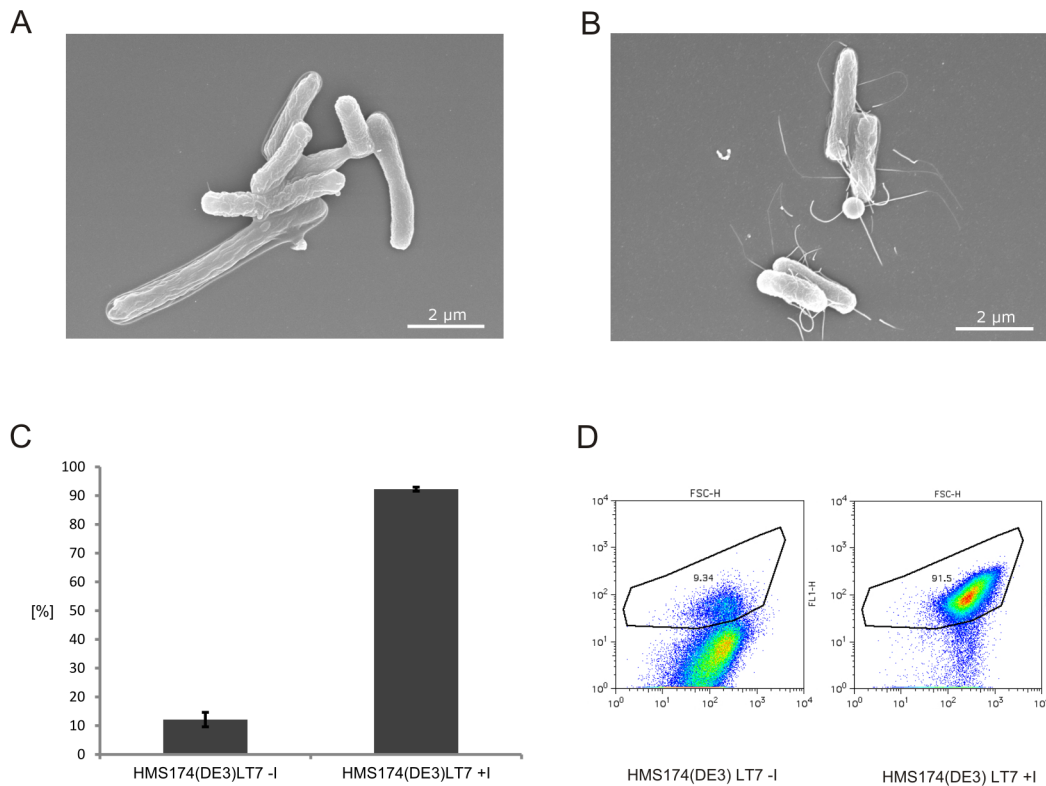 A
B
2 µm
2 µm
C
D
100
90
80
70
60
50
40
30
20
10
0
[%]
HMS174(DE3)LT7 -I
HMS174(DE3)LT7 +I
FSC-H
FSC-H
10⁴
10³
10²
10¹
10⁰
9.34
10⁰
10¹
10²
10³
10⁴
FL1-H
10⁴
10³
10²
10¹
10⁰
91.5
10⁰
10¹
10²
10³
HMS174(DE3) LT7 -I
HMS174(DE3) LT7 +I